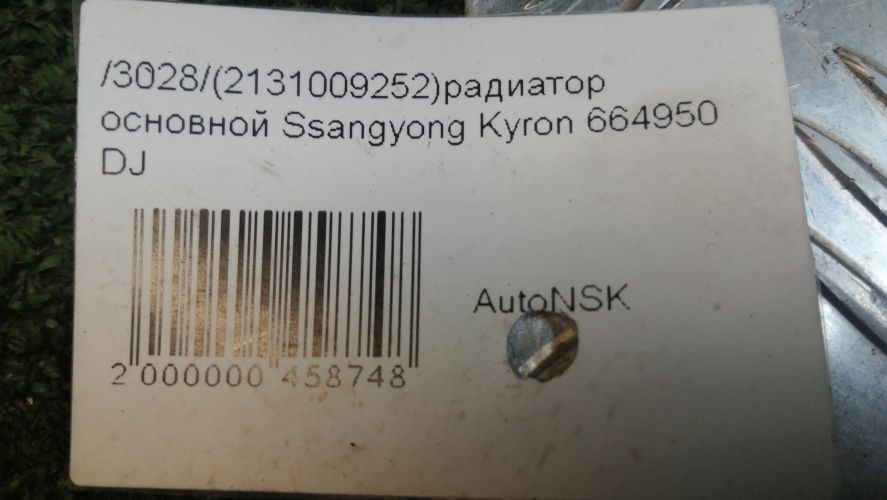 /3028/(2131009252)радиатор
основной Ssangyong Kyron 664950
DJ
AutoNSK
2 000000 458748